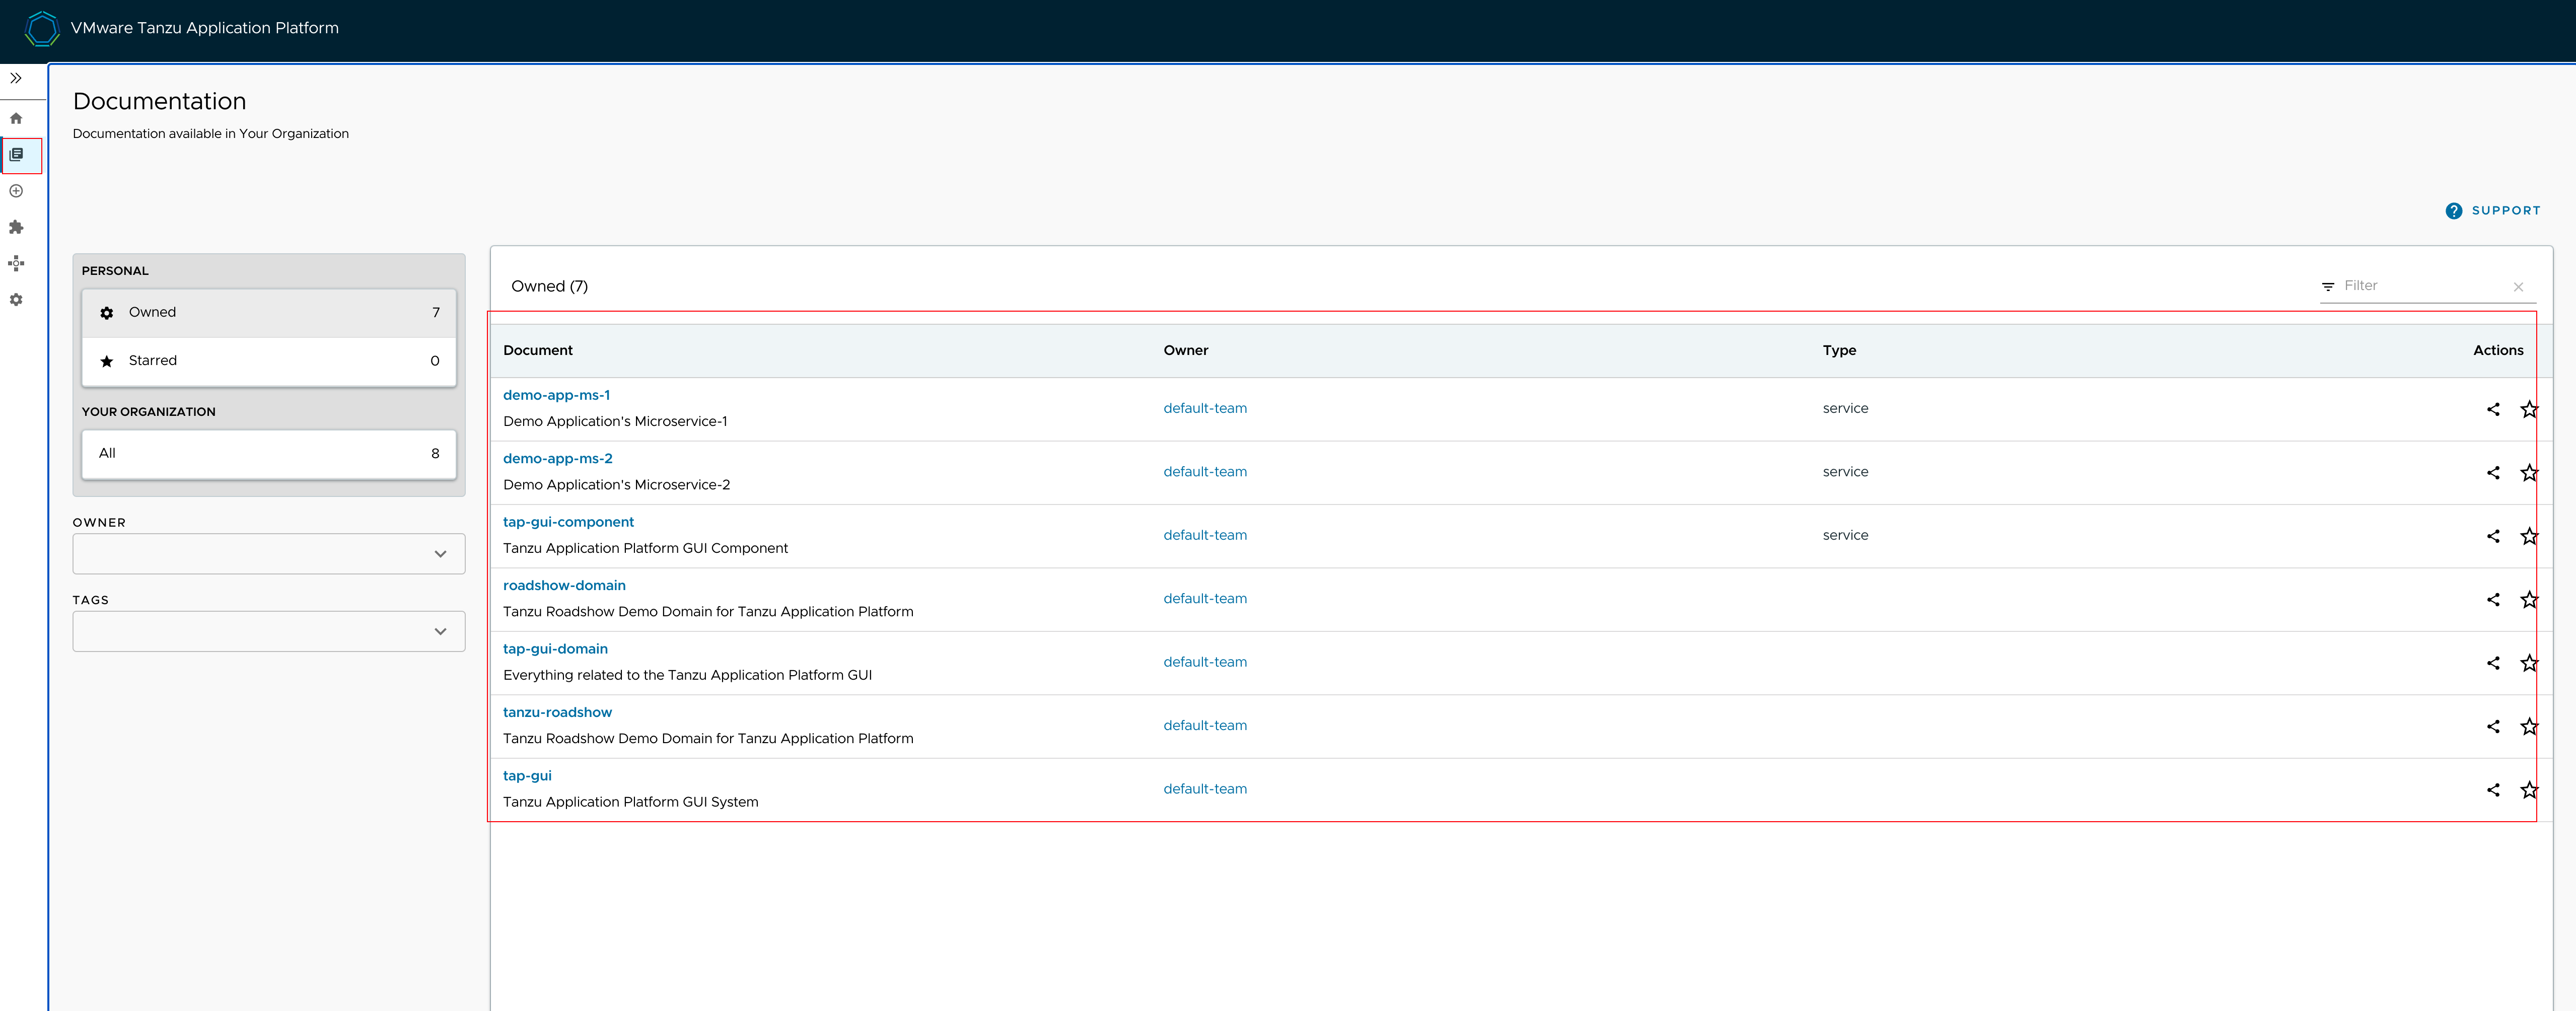 VMware Tanzu Application Platform
Documentation
Documentation available in Your Organization
SUPPORT
PERSONAL
Owned 7
Starred 0
YOUR ORGANIZATION
All 8
OWNER
TAGS
Owned (7)
Filter
Document Owner Type Actions
demo-app-ms-1
Demo Application's Microservice-1
default-team
service
demo-app-ms-2
Demo Application's Microservice-2
default-team
service
tap-gui-component
Tanzu Application Platform GUI Component
default-team
service
roadshow-domain
Tanzu Roadshow Demo Domain for Tanzu Application Platform
default-team
tap-gui-domain
Everything related to the Tanzu Application Platform GUI
default-team
tanzu-roadshow
Tanzu Roadshow Demo Domain for Tanzu Application Platform
default-team
tap-gui
Tanzu Application Platform GUI System
default-team